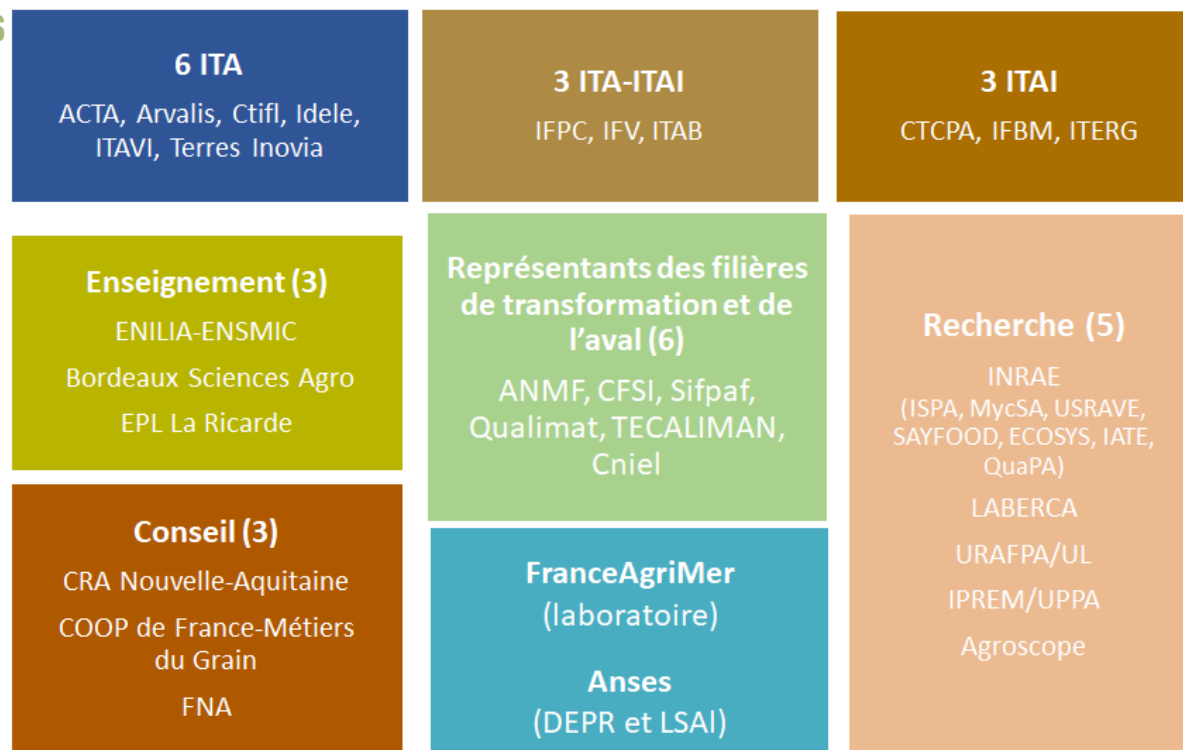 s
6 ITA
ACTA, Arvalis, Ctifl, Idele,
ITAVI, Terres Inovia
3 ITA-ITAI
IFPC, IFV, ITAB
3 ITAI
CTCPA, IFBM, ITERG
Enseignement (3)
ENILIA-ENSMIC
Bordeaux Sciences Agro
EPL La Ricarde
Représentants des filières
de transformation et de
l'aval (6)
ANMF, CFSI, Sifpaf,
Qualimat, TECALIMAN,
Cniel
Recherche (5)
INRAE
(ISPA, MycSA, USRAVE,
SAYFOOD, ECOSYS, IATE,
QuaPA)
LABERCA
URAFPA/UL
IPREM/UPPA
Agroscope
Conseil (3)
CRA Nouvelle-Aquitaine
COOP de France-Métiers
du Grain
FNA
FranceAgriMer
(laboratoire)
Anses
(DEPR et LSAl)